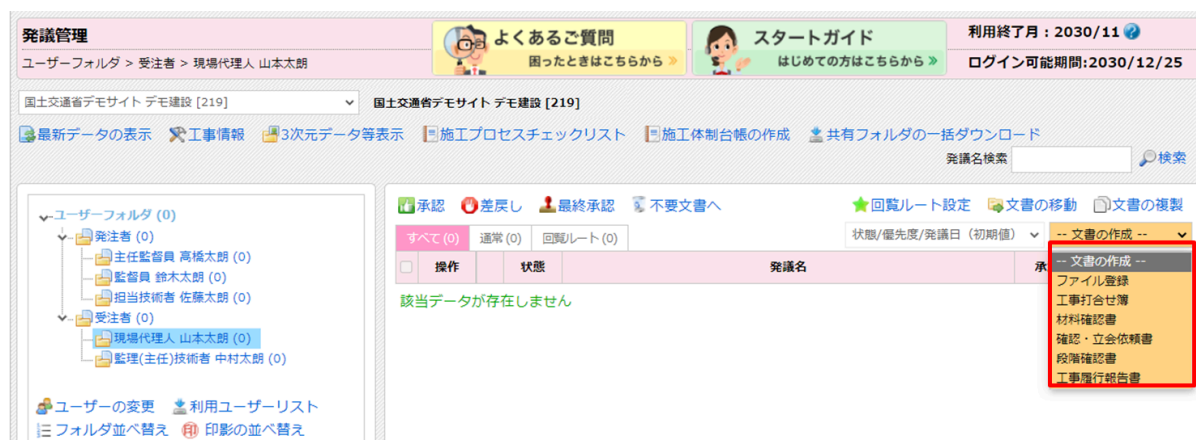 発議管理
ユーザーフォルダ > 受注者 > 現場代理人 山本太朗
よくあるご質問
困ったときはこちらから »
スタートガイド
はじめての方はこちらから »
利用終了月：2030/11
ログイン可能期間:2030/12/25
国土交通省デモサイト デモ建設 [219]
国土交通省デモサイト デモ建設 [219]
最新データの表示 工事情報 3次元データ等表示 施工プロセスチェックリスト 施工体制台帳の作成 共有フォルダの一括ダウンロード
発議名検索 検索
ユーザーフォルダ (0)
発注者 (0)
主任監督員 高橋太朗 (0)
監督員 鈴木太朗 (0)
担当技術者 佐藤太朗 (0)
受注者 (0)
現場代理人 山本太朗 (0)
監理(主任)技術者 中村太朗 (0)
ユーザーの変更 利用ユーザーリスト
フォルダ並べ替え 印 印影の並べ替え
承認 差戻し 最終承認 不要文書へ 回覧ルート設定 文書の移動 文書の複製
すべて (0) 通常 (0) 回覧ルート (0) 状態/優先度/発議日（初期値） -- 文書の作成 --
操作 状態 発議名 承
該当データが存在しません
-- 文書の作成 --
ファイル登録
工事打合せ簿
材料確認書
確認・立会依頼書
段階確認書
工事履行報告書